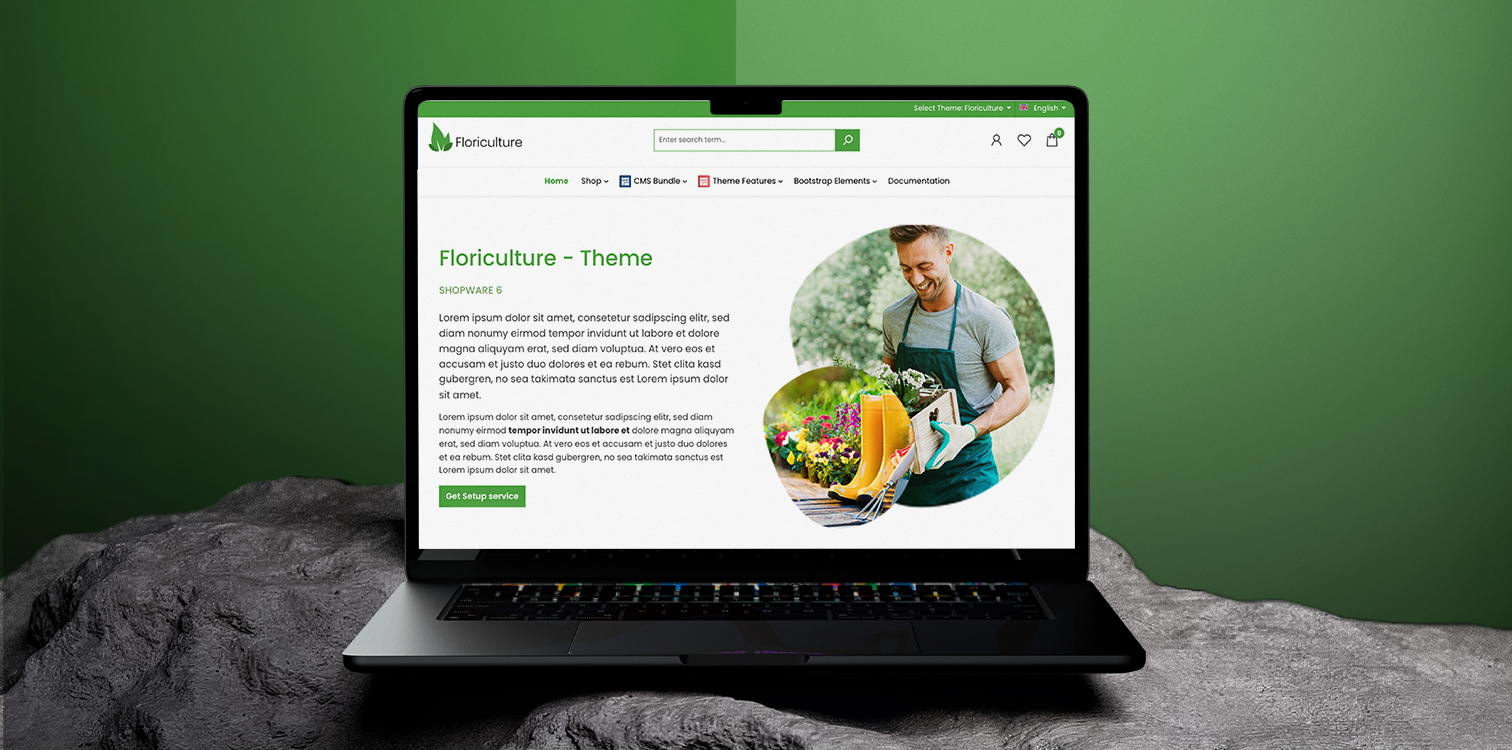 Select Theme: Floriculture English
Floriculture
Enter search term...
0
Home Shop CMS Bundle Theme Features Bootstrap Elements Documentation
Floriculture - Theme
SHOPWARE 6
Lorem ipsum dolor sit amet, consetetur sadipscing elitr, sed
diam nonumy eirmod tempor invidunt ut labore et dolore
magna aliquyam erat, sed diam voluptua. At vero eos et
accusam et justo duo dolores et ea rebum. Stet clita kasd
gubergren, no sea takimata sanctus est Lorem ipsum dolor
sit amet.
Lorem ipsum dolor sit amet, consetetur sadipscing elitr, sed diam
nonumy eirmod tempor invidunt ut labore et dolore magna aliquyam
erat, sed diam voluptua. At vero eos et accusam et justo duo dolores
et ea rebum. Stet clita kasd gubergren, no sea takimata sanctus est
Lorem ipsum dolor sit amet.
Get Setup service